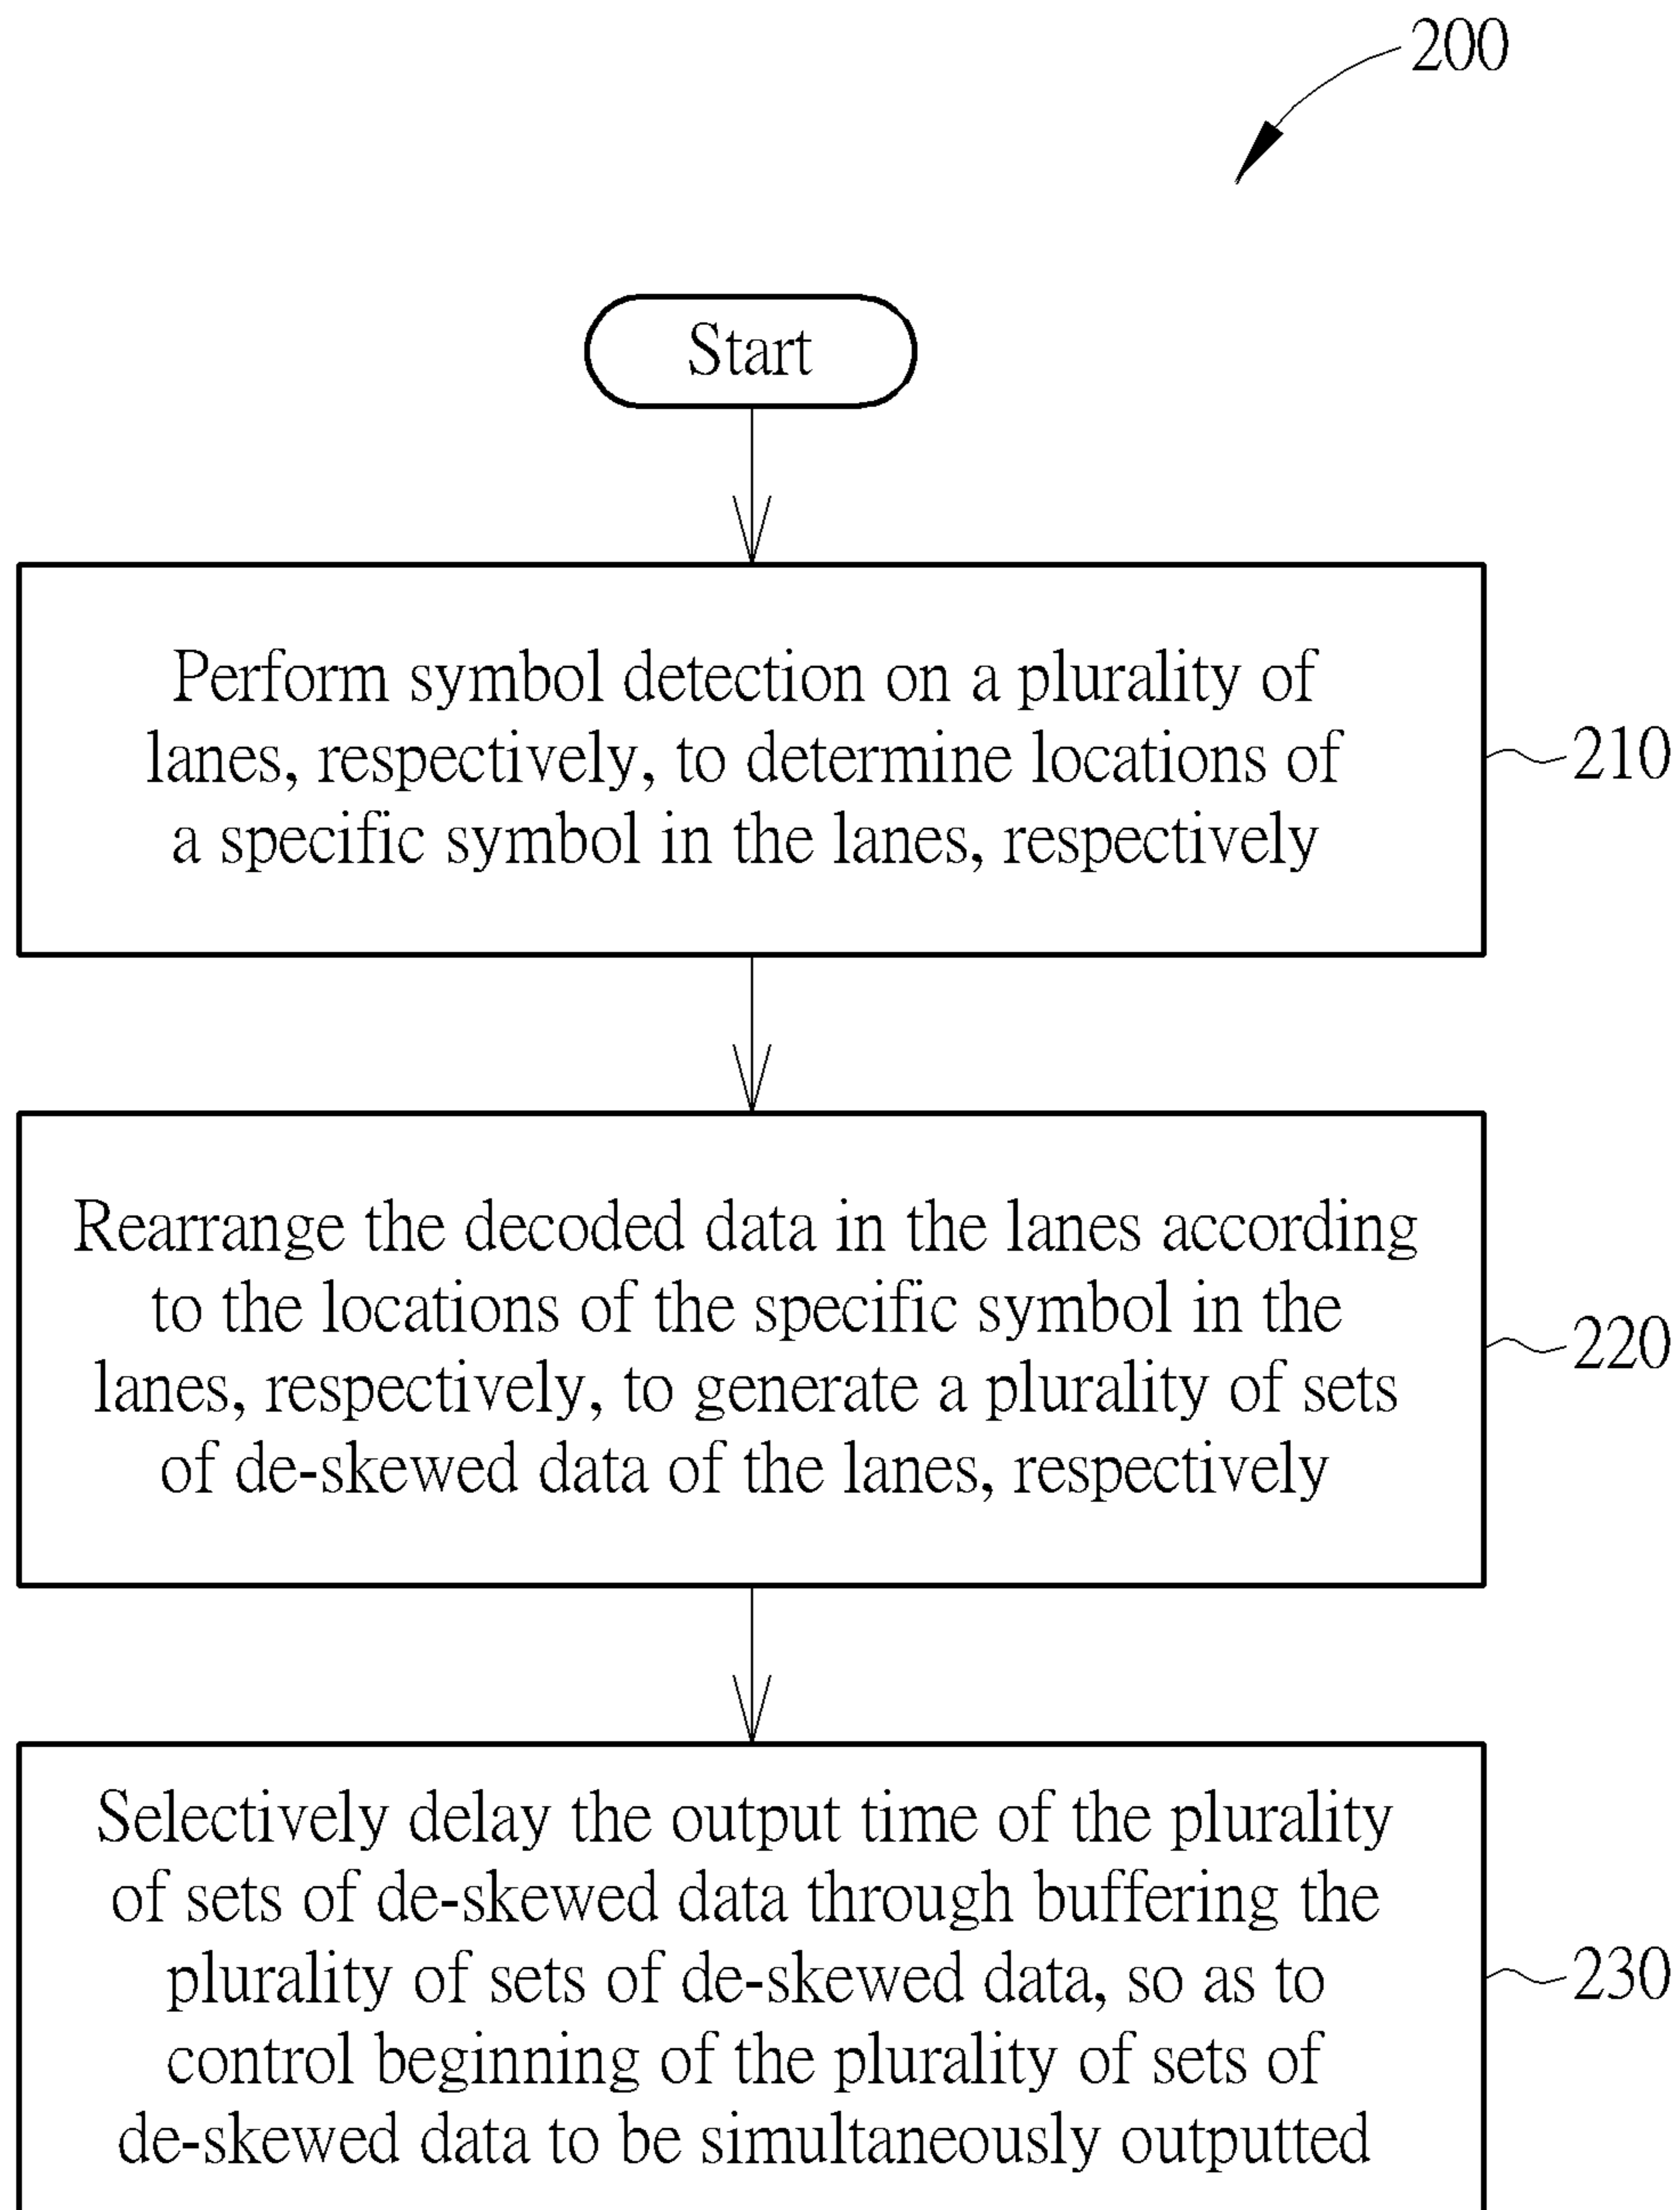 200
Start
Perform symbol detection on a plurality of
lanes, respectively, to determine locations of
a specific symbol in the lanes, respectively
210
Rearrange the decoded data in the lanes according
to the locations of the specific symbol in the
lanes, respectively, to generate a plurality of sets
of de-skewed data of the lanes, respectively
220
Selectively delay the output time of the plurality
of sets of de-skewed data through buffering the
plurality of sets of de-skewed data, so as to
control beginning of the plurality of sets of
de-skewed data to be simultaneously outputted
230